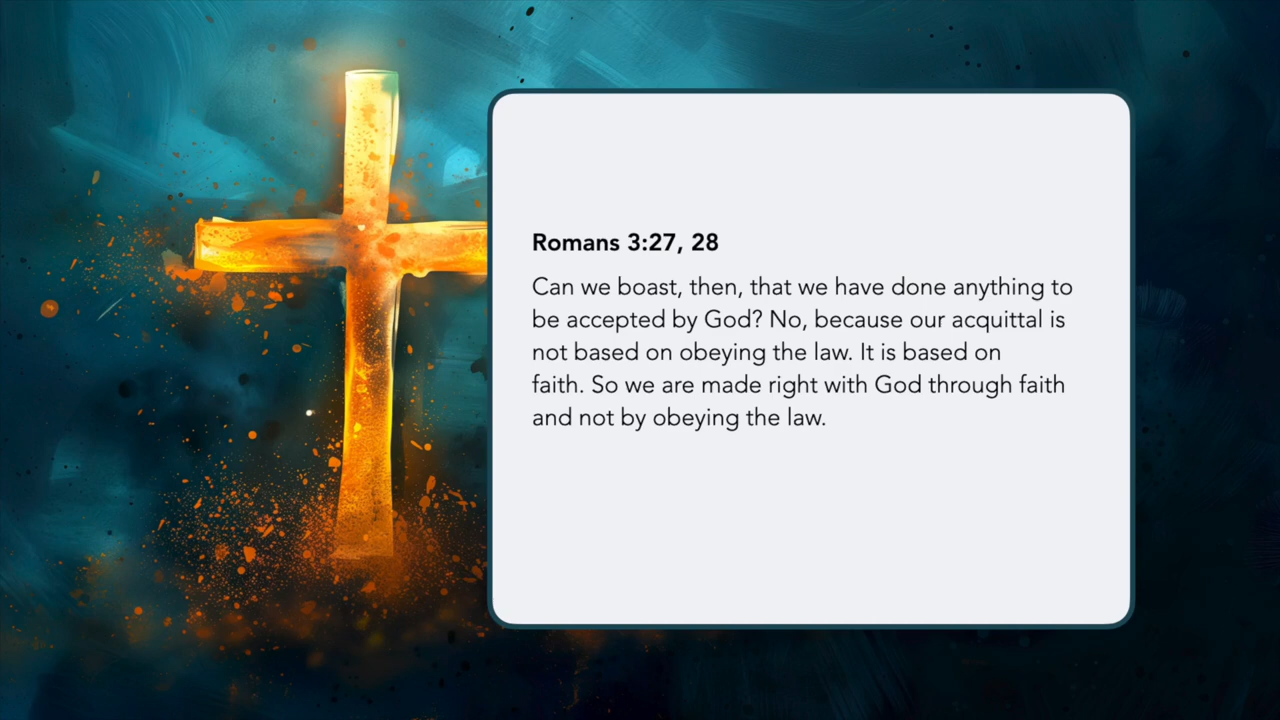 Romans 3:27, 28
Can we boast, then, that we have done anything to
be accepted by God? No, because our acquittal is
not based on obeying the law. It is based on
faith. So we are made right with God through faith
and not by obeying the law.